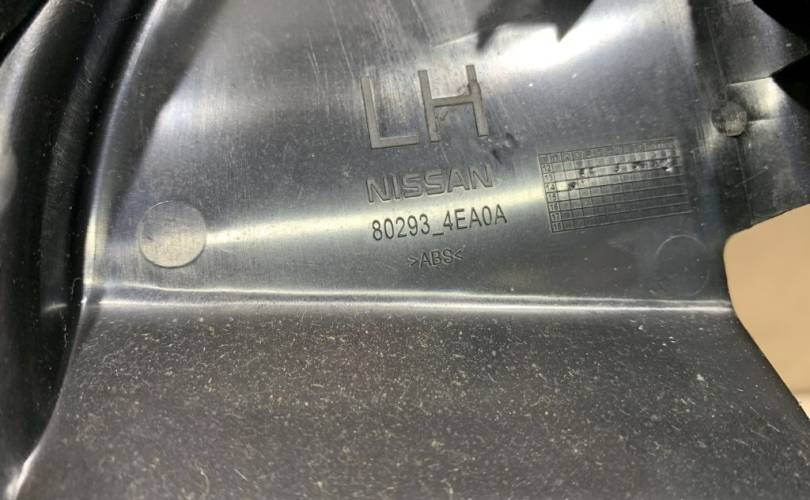 LH
NISSAN
80293_4EA0A
>ABS<